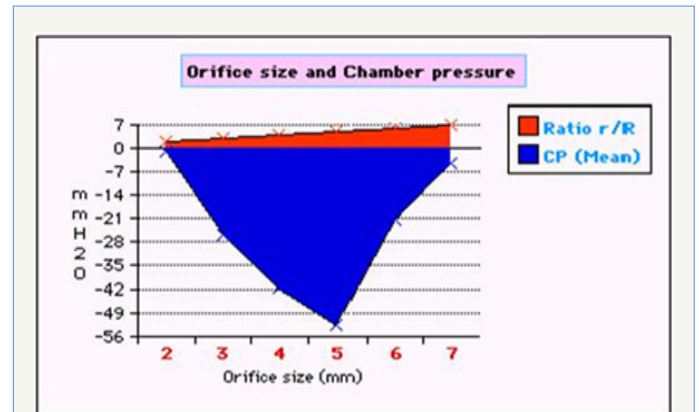 Orifice size and Chamber pressure
Ratio r/R
CP (Mean)
7
0
-7
-14
-21
-28
-35
-42
-49
-56
mmH2O
2 3 4 5 6 7
Orifice size (mm)